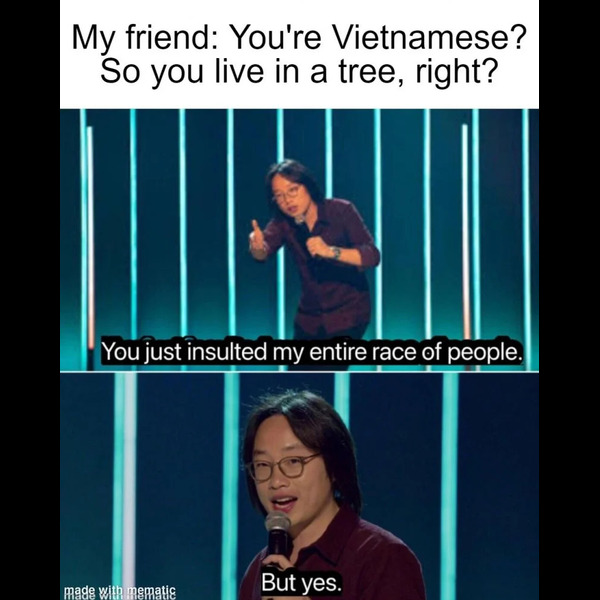 My friend: You're Vietnamese?
So you live in a tree, right?
You just insulted my entire race of people.
But yes.
made with mematic